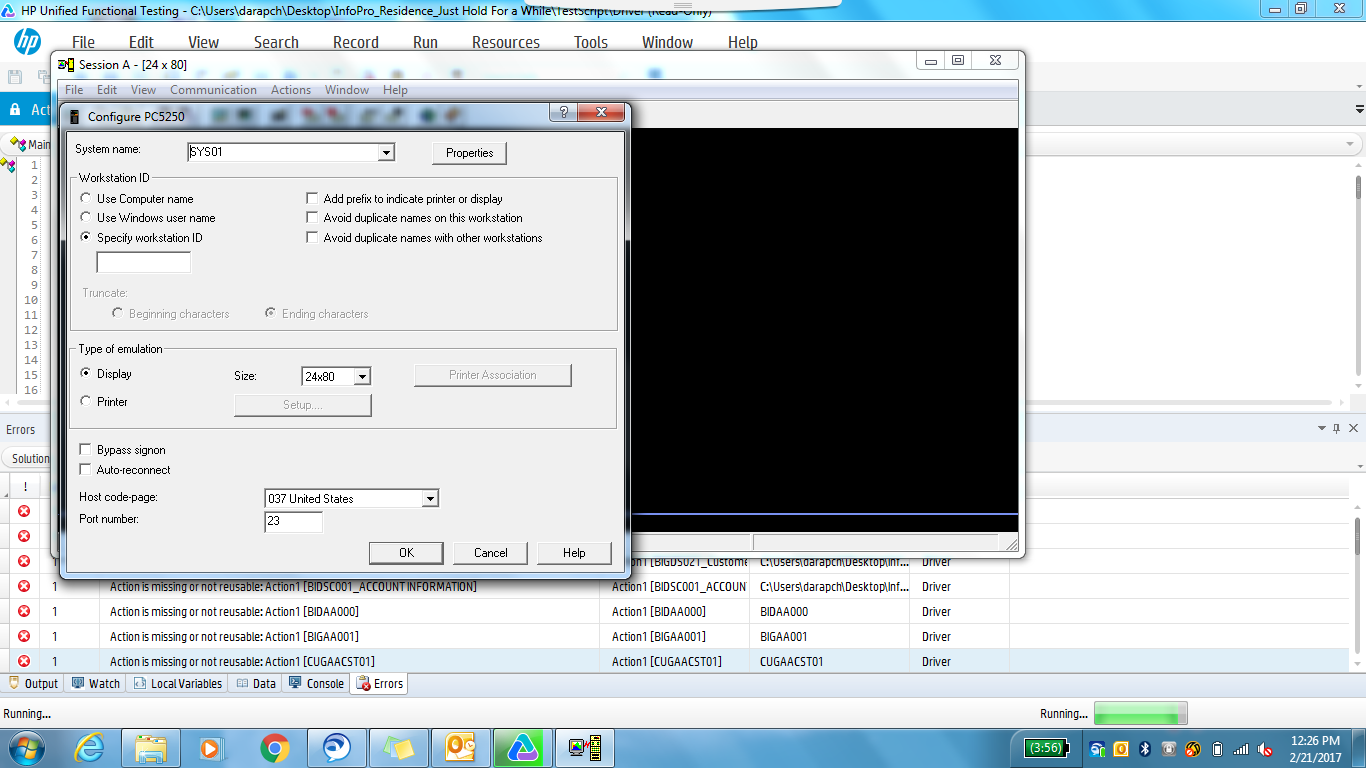 HP Unified Functional Testing - C:\Users\darapch\Desktop\InfoPro_Residence_Just Hold For a While\TestScript\Driver (Read-Only)
hp File Edit View Search Record Run Resources Tools Window Help
Session A - [24 x 80]
File Edit View Communication Actions Window Help
Act
Configure PC5250
Main
System name: SYS01 Properties
Workstation ID
Use Computer name Add prefix to indicate printer or display
Use Windows user name Avoid duplicate names on this workstation
Specify workstation ID Avoid duplicate names with other workstations
Truncate:
Beginning characters Ending characters
Type of emulation
Display Size: 24x80 Printer Association
Printer Setup....
Bypass signon
Auto-reconnect
Host code-page: 037 United States
Port number: 23
OK Cancel Help
1
2
3
4
5
6
7
8
9
10
11
12
13
14
15
16
Errors
Solution
!
1 Action1 [BIGDS021_Custome C:\Users\darapch\Desktop\Inf... Driver
1 Action is missing or not reusable: Action1 [BIDSC001_ACCOUNT INFORMATION] Action1 [BIDSC001_ACCOUN C:\Users\darapch\Desktop\Inf... Driver
1 Action is missing or not reusable: Action1 [BIDAA000] Action1 [BIDAA000] BIDAA000 Driver
1 Action is missing or not reusable: Action1 [BIGAA001] Action1 [BIGAA001] BIGAA001 Driver
1 Action is missing or not reusable: Action1 [CUGAACST01] Action1 [CUGAACST01] CUGAACST01 Driver
Output Watch Local Variables Data Console Errors
Running... Running...
(3:56) 12:26 PM
2/21/2017